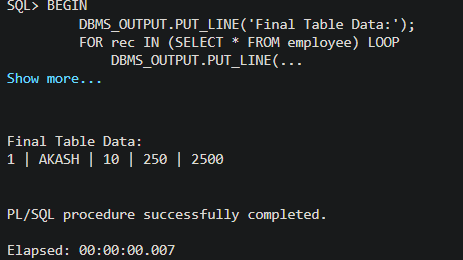 SQL> BEGIN
DBMS_OUTPUT.PUT_LINE('Final Table Data:');
FOR rec IN (SELECT * FROM employee) LOOP
DBMS_OUTPUT.PUT_LINE(...
Show more...
Final Table Data:
1 | AKASH | 10 | 250 | 2500
PL/SQL procedure successfully completed.
Elapsed: 00:00:00.007